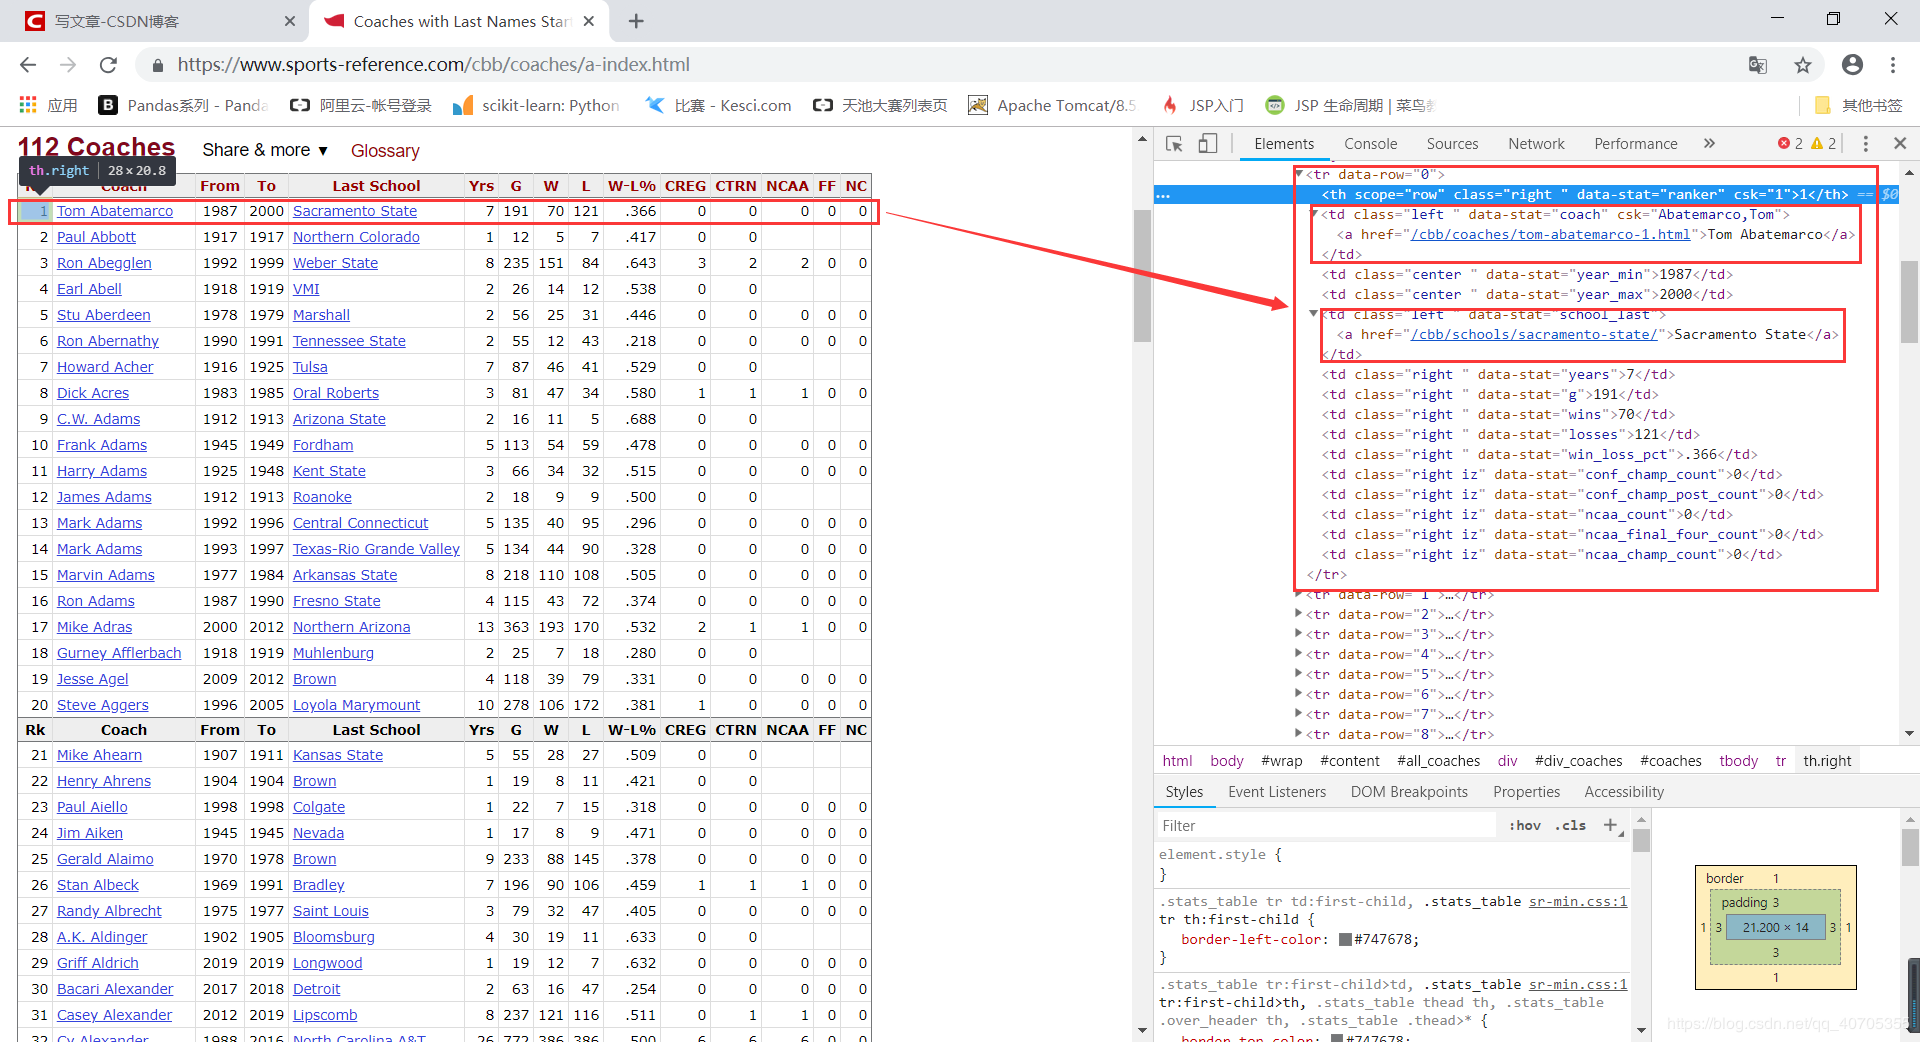 写文章-CSDN博客
Coaches with Last Names Star
https://www.sports-reference.com/cbb/coaches/a-index.html
应用 Pandas系列 - Panda 阿里云-帐号登录 scikit-learn: Python 比赛 - Kesci.com 天池大赛列表页 Apache Tomcat/8.5 JSP入门 JSP 生命周期 | 菜鸟 其他书签
112 Coaches Share & more ▼ Glossary
th.right 28×20.8
Coach From To Last School Yrs G W L W-L% CREG CTRN NCAA FF NC
1 Tom Abatemarco 1987 2000 Sacramento State 7 191 70 121 .366 0 0 0 0 0
2 Paul Abbott 1917 1917 Northern Colorado 1 12 5 7 .417 0 0
3 Ron Abegglen 1992 1999 Weber State 8 235 151 84 .643 3 2 2 0 0
4 Earl Abell 1918 1919 VMI 2 26 14 12 .538 0 0
5 Stu Aberdeen 1978 1979 Marshall 2 56 25 31 .446 0 0 0 0 0
6 Ron Abernathy 1990 1991 Tennessee State 2 55 12 43 .218 0 0 0 0 0
7 Howard Acher 1916 1925 Tulsa 7 87 46 41 .529 0 0
8 Dick Acres 1983 1985 Oral Roberts 3 81 47 34 .580 1 1 1 0 0
9 C.W. Adams 1912 1913 Arizona State 2 16 11 5 .688 0 0
10 Frank Adams 1945 1949 Fordham 5 113 54 59 .478 0 0 0 0 0
11 Harry Adams 1925 1948 Kent State 3 66 34 32 .515 0 0 0 0 0
12 James Adams 1912 1913 Roanoke 2 18 9 9 .500 0 0
13 Mark Adams 1992 1996 Central Connecticut 5 135 40 95 .296 0 0 0 0 0
14 Mark Adams 1993 1997 Texas-Rio Grande Valley 5 134 44 90 .328 0 0 0 0 0
15 Marvin Adams 1977 1984 Arkansas State 8 218 110 108 .505 0 0 0 0 0
16 Ron Adams 1987 1990 Fresno State 4 115 43 72 .374 0 0 0 0 0
17 Mike Adras 2000 2012 Northern Arizona 13 363 193 170 .532 2 1 1 0 0
18 Gurney Afflerbach 1918 1919 Muhlenburg 2 25 7 18 .280 0 0
19 Jesse Agel 2009 2012 Brown 4 118 39 79 .331 0 0 0 0 0
20 Steve Aggers 1996 2005 Loyola Marymount 10 278 106 172 .381 1 0 0 0 0
Rk Coach From To Last School Yrs G W L W-L% CREG CTRN NCAA FF NC
21 Mike Ahearn 1907 1911 Kansas State 5 55 28 27 .509 0 0
22 Henry Ahrens 1904 1904 Brown 1 19 8 11 .421 0 0
23 Paul Aiello 1998 1998 Colgate 1 22 7 15 .318 0 0 0 0 0
24 Jim Aiken 1945 1945 Nevada 1 17 8 9 .471 0 0 0 0 0
25 Gerald Alaimo 1970 1978 Brown 9 233 88 145 .378 0 0 0 0 0
26 Stan Albeck 1969 1991 Bradley 7 196 90 106 .459 1 1 1 0 0
27 Randy Albrecht 1975 1977 Saint Louis 3 79 32 47 .405 0 0 0 0 0
28 A.K. Aldinger 1902 1905 Bloomsburg 4 30 19 11 .633 0 0
29 Griff Aldrich 2019 2019 Longwood 1 19 12 7 .632 0 0 0 0 0
30 Bacari Alexander 2017 2018 Detroit 2 63 16 47 .254 0 0 0 0 0
31 Casey Alexander 2012 2019 Lipscomb 8 237 121 116 .511 0 1 1 0 0
32 Cy Alexander 1988 2016 North Carolina A&T 26 772 386 386 .500 6 6 6 0 0
Elements Console Sources Network Performance » 2 2
<tr data-row="0">
<th scope="row" class="right " data-stat="ranker" csk="1">1</th> == $0
<td class="left " data-stat="coach" csk="Abatemarco,Tom">
<a href="/cbb/coaches/tom-abatemarco-1.html">Tom Abatemarco</a>
</td>
<td class="center " data-stat="year_min">1987</td>
<td class="center " data-stat="year_max">2000</td>
<td class="left " data-stat="school_last">
<a href="/cbb/schools/sacramento-state/">Sacramento State</a>
</td>
<td class="right " data-stat="years">7</td>
<td class="right " data-stat="g">191</td>
<td class="right " data-stat="wins">70</td>
<td class="right " data-stat="losses">121</td>
<td class="right " data-stat="win_loss_pct">.366</td>
<td class="right iz" data-stat="conf_champ_count">0</td>
<td class="right iz" data-stat="conf_champ_post_count">0</td>
<td class="right iz" data-stat="ncaa_count">0</td>
<td class="right iz" data-stat="ncaa_final_four_count">0</td>
<td class="right iz" data-stat="ncaa_champ_count">0</td>
</tr>
<tr data-row="1">…</tr>
<tr data-row="2">…</tr>
<tr data-row="3">…</tr>
<tr data-row="4">…</tr>
<tr data-row="5">…</tr>
<tr data-row="6">…</tr>
<tr data-row="7">…</tr>
<tr data-row="8">…</tr>
html body #wrap #content #all_coaches div #div_coaches #coaches tbody tr th.right
Styles Event Listeners DOM Breakpoints Properties Accessibility
Filter :hov .cls +
element.style {
}
.stats_table tr td:first-child, .stats_table sr-min.css:1
tr th:first-child {
border-left-color: #747678;
}
.stats_table tr:first-child>td, .stats_table sr-min.css:1
tr:first-child>th, .stats_table thead th, .stats_table
.over_header th, .stats_table .thead>* {
border-top-color: #747678;
border 1
padding 3
1 3 21.200 × 14 3 1
3
1